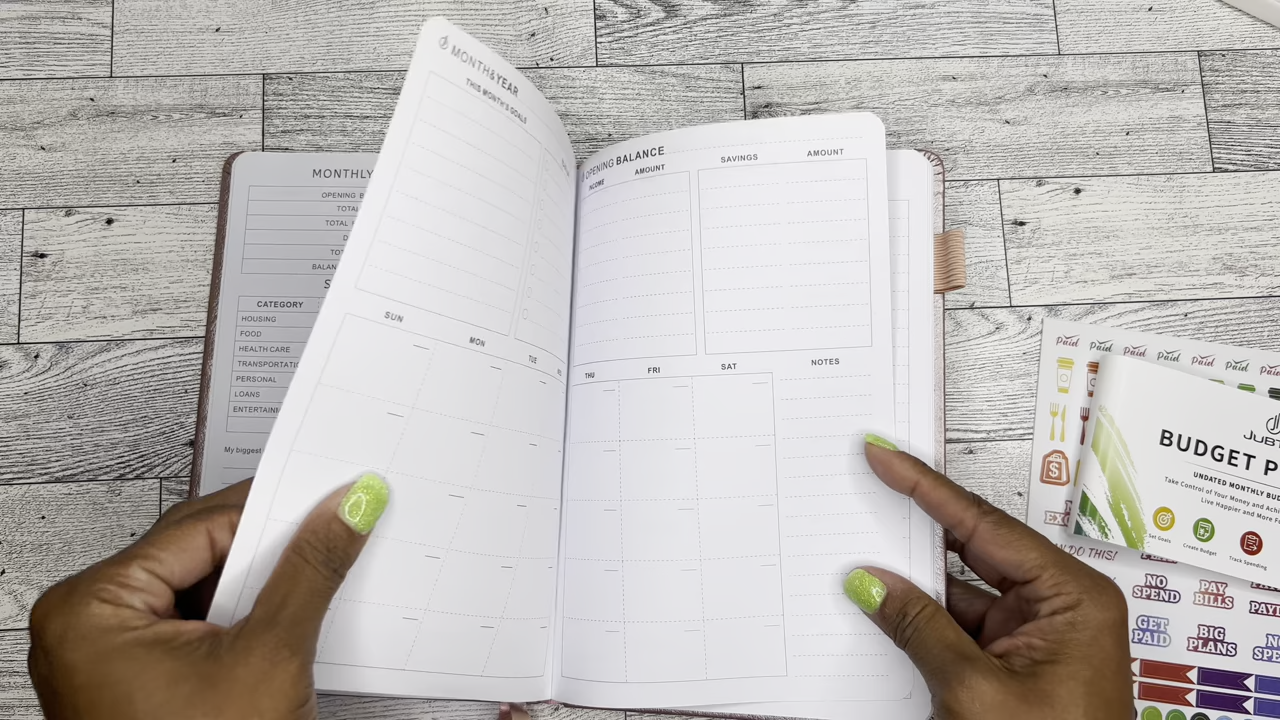 MONTH&YEAR
THIS MONTH'S GOALS
SUN
MON
TUE
OPENING BALANCE
INCOME AMOUNT
SAVINGS AMOUNT
THU
FRI
SAT
NOTES
MONTHLY
OPENING B
TOTA
TOTAL
BALAN
CATEGORY
HOUSING
FOOD
HEALTH CARE
TRANSPORTATIO
PERSONAL
LOANS
ENTERTAIN
My biggest
Paid
Paid
Paid
Paid
Paid
Paid
BUDGET P
UNDATED MONTHLY BUD
Take Control of Your Money and Achi
Live Happier and More F
Set Goals
Create Budget
Track Spending
N DO THIS!
NO SPEND
PAY BILLS
GET PAID
BIG PLANS